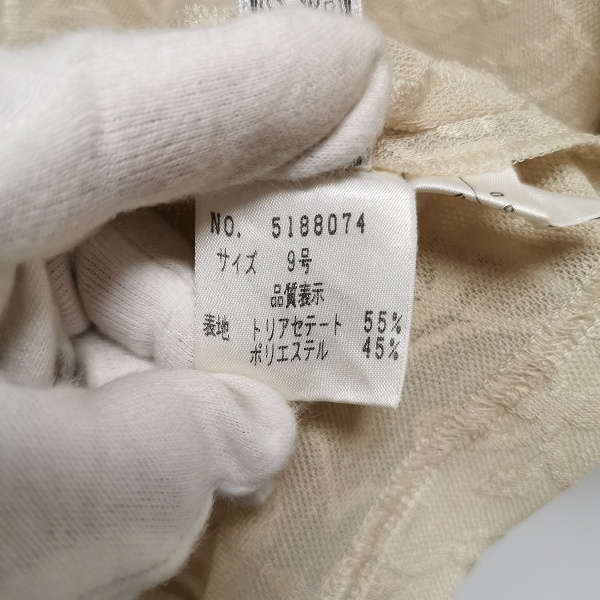 NO. 5188074
サイズ 9号
品質表示
表地 トリアセテート 55%
ポリエステル 45%